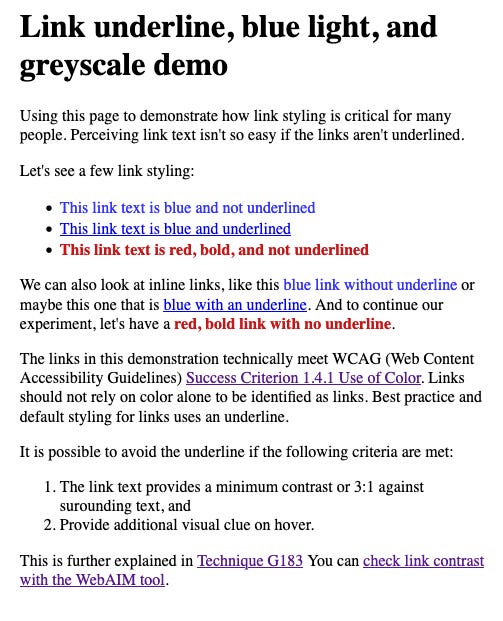 Link underline, blue light, and
greyscale demo
Using this page to demonstrate how link styling is critical for many
people. Perceiving link text isn't so easy if the links aren't underlined.
Let's see a few link styling:
• This link text is blue and not underlined
• This link text is blue and underlined
• This link text is red, bold, and not underlined
We can also look at inline links, like this blue link without underline or
maybe this one that is blue with an underline. And to continue our
experiment, let's have a red, bold link with no underline.
The links in this demonstration technically meet WCAG (Web Content
Accessibility Guidelines) Success Criterion 1.4.1 Use of Color. Links
should not rely on color alone to be identified as links. Best practice and
default styling for links uses an underline.
It is possible to avoid the underline if the following criteria are met:
1. The link text provides a minimum contrast or 3:1 against
surounding text, and
2. Provide additional visual clue on hover.
This is further explained in Technique G183 You can check link contrast
with the WebAIM tool.